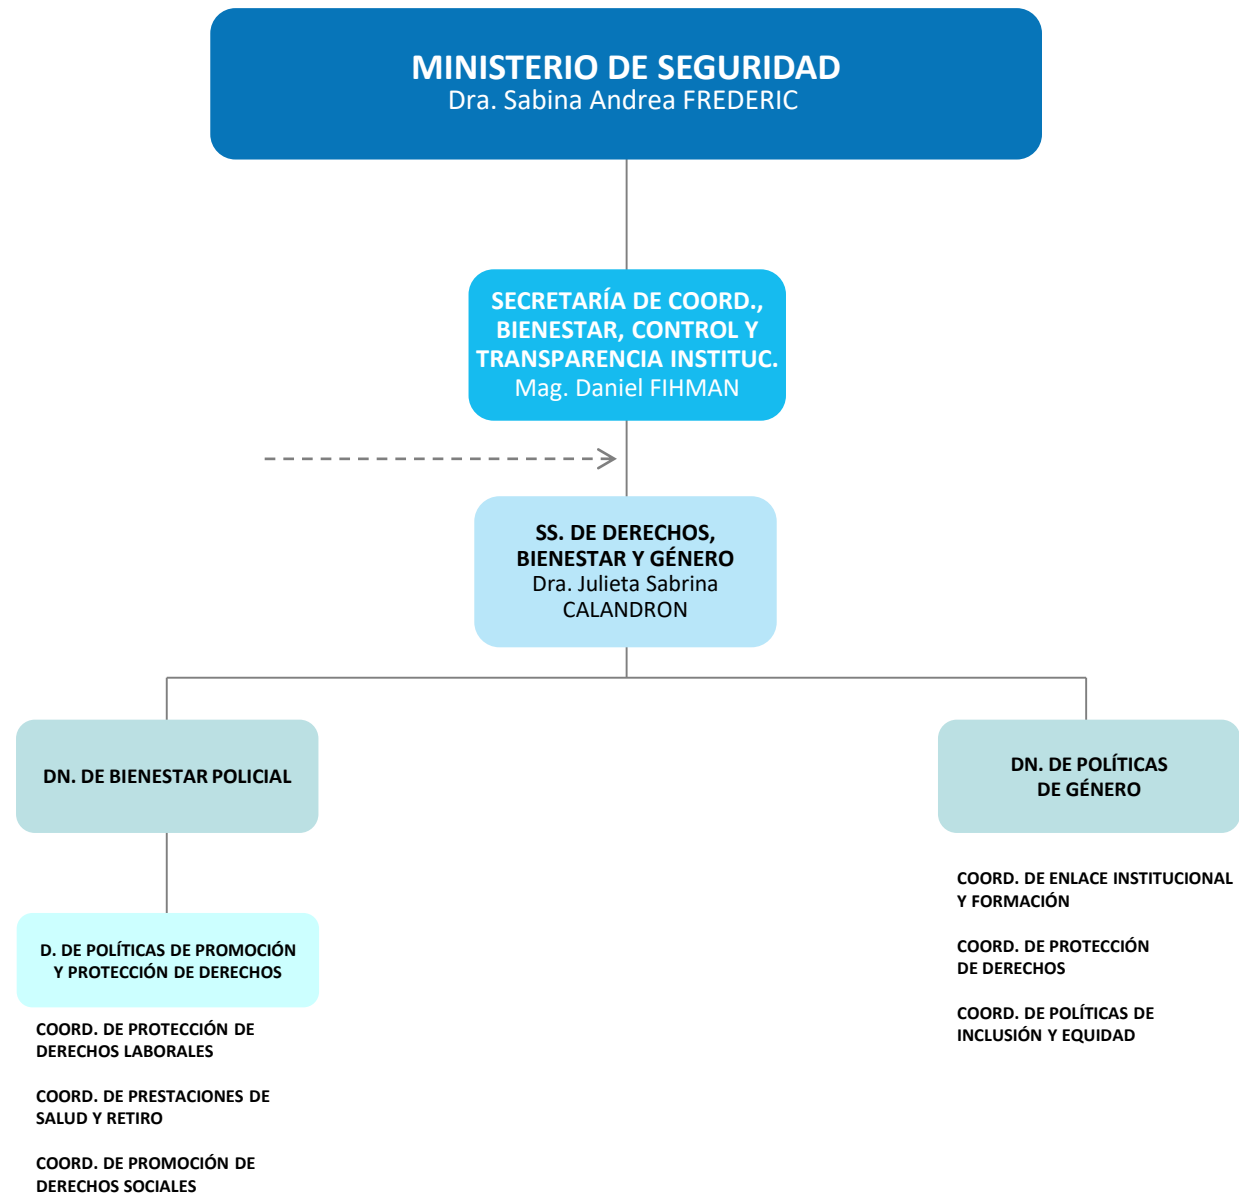 MINISTERIO DE SEGURIDAD
Dra. Sabina Andrea FREDERIC
SECRETARÍA DE COORD.,
BIENESTAR, CONTROL Y
TRANSPARENCIA INSTITUC.
Mag. Daniel FIHMAN
SS. DE DERECHOS,
BIENESTAR Y GÉNERO
Dra. Julieta Sabrina
CALANDRON
DN. DE BIENESTAR POLICIAL
D. DE POLÍTICAS DE PROMOCIÓN
Y PROTECCIÓN DE DERECHOS
COORD. DE PROTECCIÓN DE
DERECHOS LABORALES
COORD. DE PRESTACIONES DE
SALUD Y RETIRO
COORD. DE PROMOCIÓN DE
DERECHOS SOCIALES
DN. DE POLÍTICAS
DE GÉNERO
COORD. DE ENLACE INSTITUCIONAL
Y FORMACIÓN
COORD. DE PROTECCIÓN
DE DERECHOS
COORD. DE POLÍTICAS DE
INCLUSIÓN Y EQUIDAD